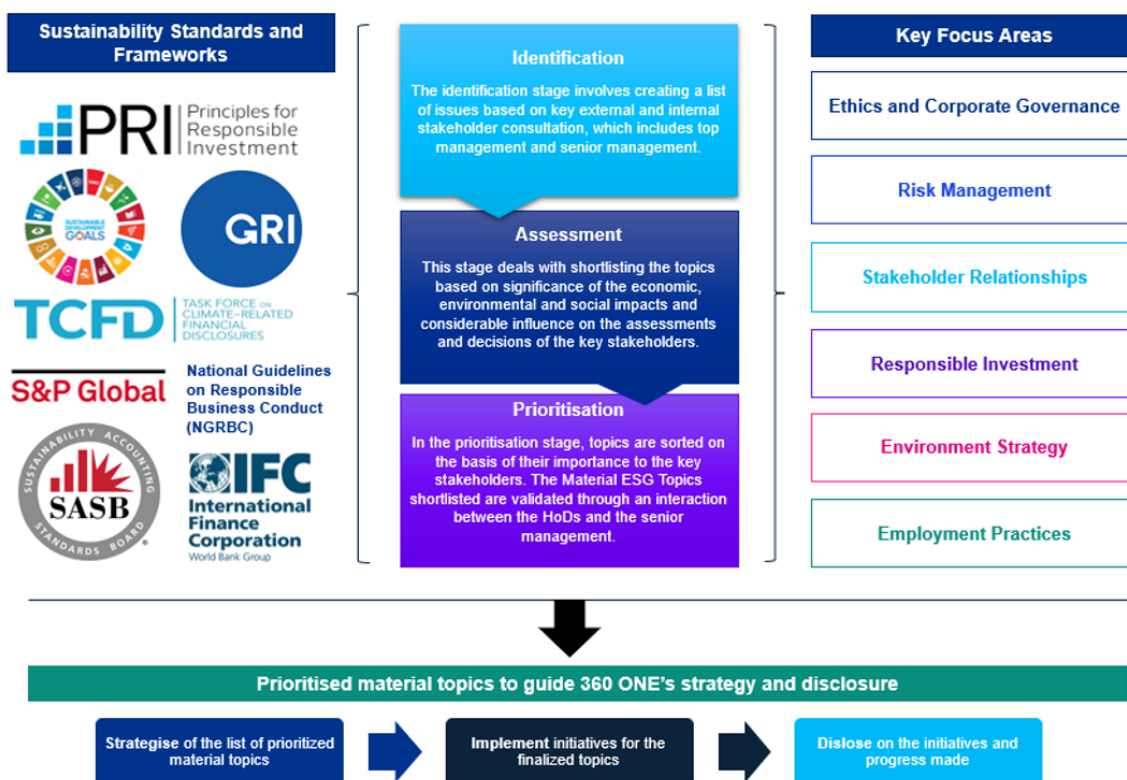 Sustainability Standards and
Frameworks
PRI
Principles for
Responsible
Investment
SUSTAINABLE
DEVELOPMENT
GOALS
GRI
TCFD
TASK FORCE ON
CLIMATE-RELATED
FINANCIAL
DISCLOSURES
S&P Global
National Guidelines
on Responsible
Business Conduct
(NGRBC)
SUSTAINABILITY ACCOUNTING
SASB
STANDARDS BOARD
®
IFC
International
Finance
Corporation
World Bank Group
Identification
The identification stage involves creating a list
of issues based on key external and internal
stakeholder consultation, which includes top
management and senior management.
Assessment
This stage deals with shortlisting the topics
based on significance of the economic,
environmental and social impacts and
considerable influence on the assessments
and decisions of the key stakeholders.
Prioritisation
In the prioritisation stage, topics are sorted on
the basis of their importance to the key
stakeholders. The Material ESG Topics
shortlisted are validated through an interaction
between the HoDs and the senior
management.
Key Focus Areas
Ethics and Corporate Governance
Risk Management
Stakeholder Relationships
Responsible Investment
Environment Strategy
Employment Practices
Prioritised material topics to guide 360 ONE's strategy and disclosure
Strategise of the list of prioritized
material topics
Implement initiatives for the
finalized topics
Dislose on the initiatives and
progress made